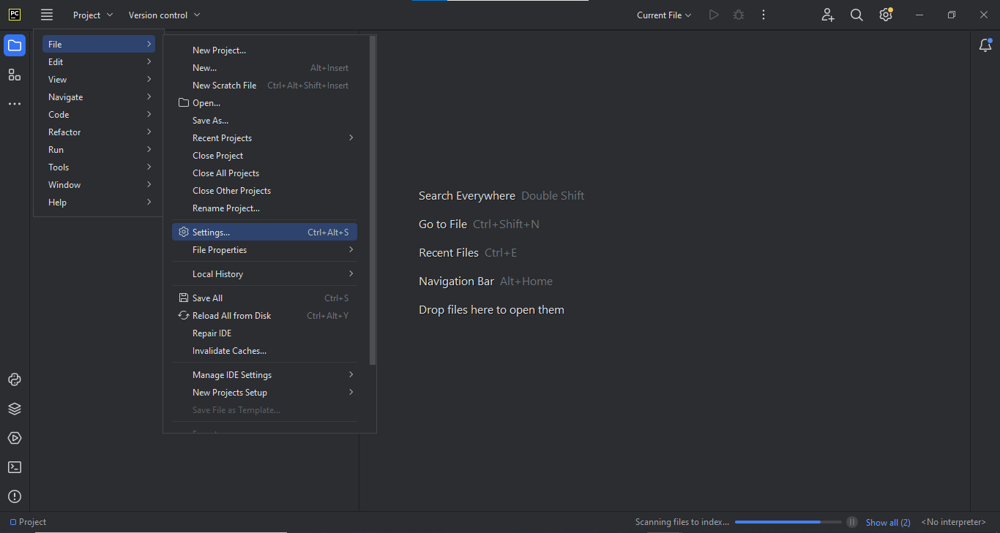 PC Project Version control Current File
File
Edit
View
Navigate
Code
Refactor
Run
Tools
Window
Help
New Project...
New... Alt+Insert
New Scratch File Ctrl+Alt+Shift+Insert
Open...
Save As...
Recent Projects
Close Project
Close All Projects
Close Other Projects
Rename Project...
Settings... Ctrl+Alt+S
File Properties
Local History
Save All Ctrl+S
Reload All from Disk Ctrl+Alt+Y
Repair IDE
Invalidate Caches...
Manage IDE Settings
New Projects Setup
Save File as Template...
Search Everywhere Double Shift
Go to File Ctrl+Shift+N
Recent Files Ctrl+E
Navigation Bar Alt+Home
Drop files here to open them
Project Scanning files to index... Show all (2) <No interpreter>